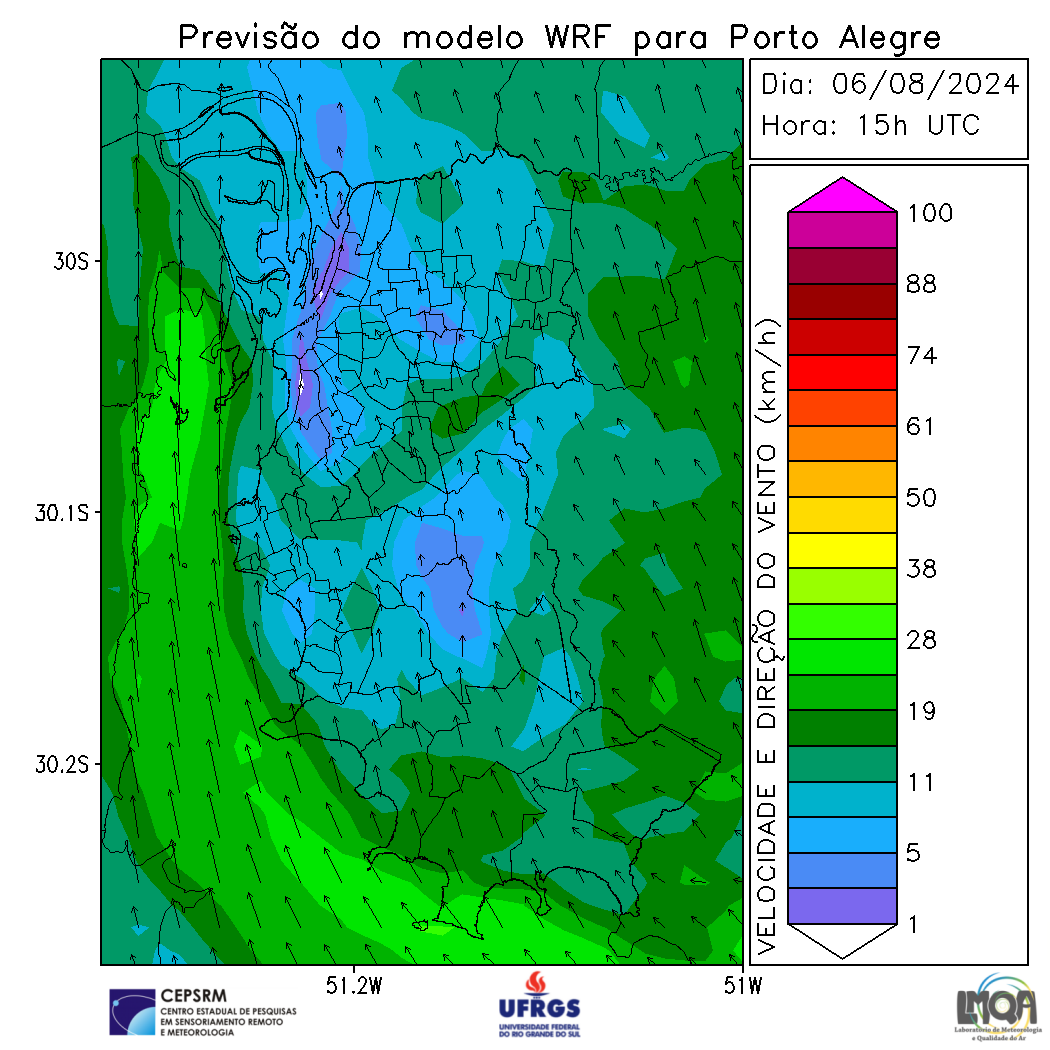 Previsão do modelo WRF para Porto Alegre
Dia: 06/08/2024
Hora: 15h UTC
30S
30.1S
30.2S
51.2W
51W
VELOCIDADE E DIREÇÃO DO VENTO (km/h)
100
88
74
61
50
38
28
19
11
5
1
CEPSRM
CENTRO ESTADUAL DE PESQUISAS
EM SENSORIAMENTO REMOTO
E METEOROLOGIA
UFRGS
UNIVERSIDADE FEDERAL
DO RIO GRANDE DO SUL
LMQA
Laboratório de Meteorologia
e Qualidade do Ar